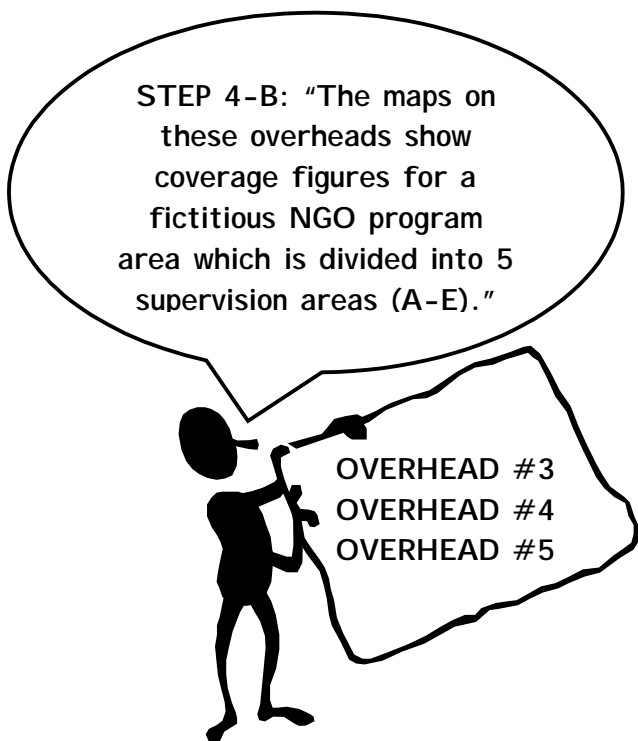 STEP 4-B: “The maps on
these overheads show
coverage figures for a
fictitious NGO program
area which is divided into 5
supervision areas (A-E).”
OVERHEAD #3
OVERHEAD #4
OVERHEAD #5